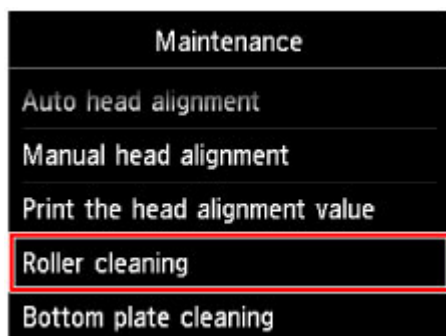 Maintenance
Auto head alignment
Manual head alignment
Print the head alignment value
Roller cleaning
Bottom plate cleaning